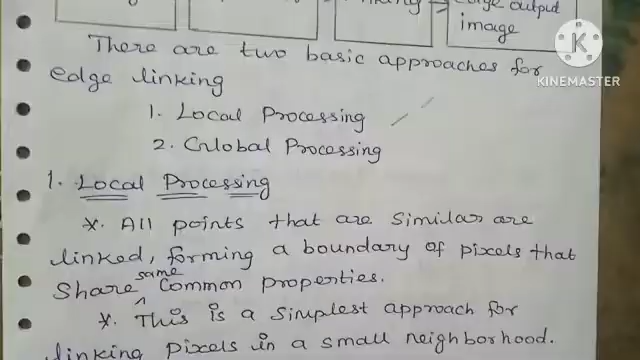 output
image
KINEMASTER
There are two basic approaches for
edge linking
1. Local Processing
2. Global Processing
1. Local Processing
*. All points that are similar are
linked, forming a boundary of pixels that
share same common properties.
*. This is a simplest approach for
linking pixels in a small neighborhood.